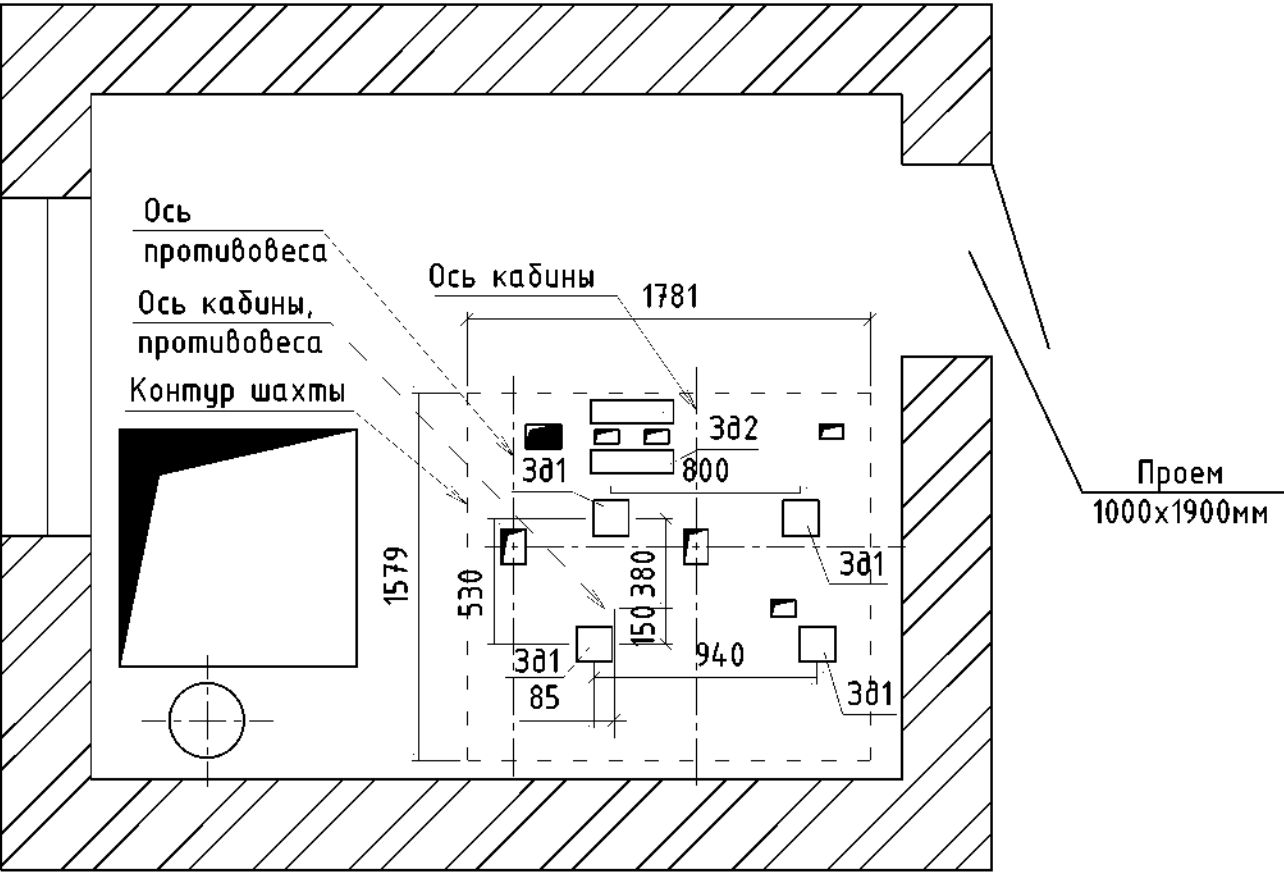 Ось
противовеса
Ось кабины
1781
Ось кабины,
противовеса
Контур шахты
Зд2
Зд1
800
Проем
1000х1900мм
1579
530
380
Зд1
150
Зд1
940
85
Зд1